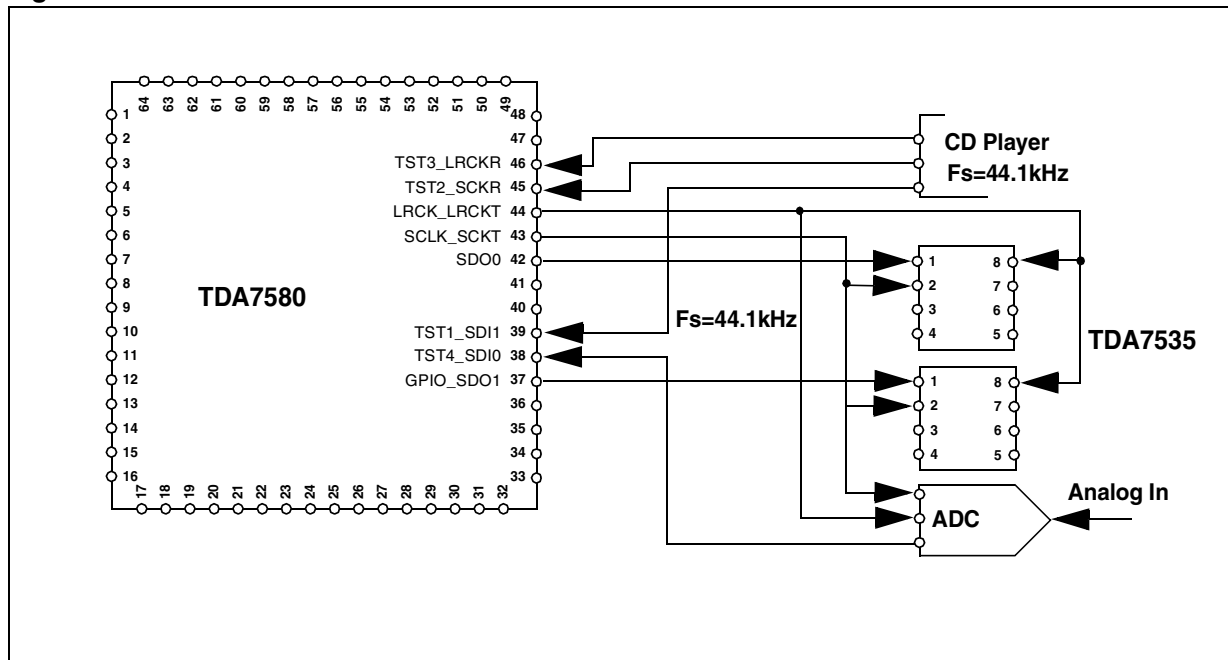 64 63 62 61 60 59 58 57 56 55 54 53 52 51 50 49
1
2
3
4
5
6
7
8
9
10
11
12
13
14
15
16
17 18 19 20 21 22 23 24 25 26 27 28 29 30 31 32
TDA7580
48
47
TST3_LRCKR 46
TST2_SCKR 45
LRCK_LRCKT 44
SCLK_SCKT 43
SDO0 42
41
40
TST1_SDI1 39
TST4_SDI0 38
GPIO_SDO1 37
36
35
34
33
Fs=44.1kHz
CD Player
Fs=44.1kHz
1 8
2 7
3 6
4 5
TDA7535
1 8
2 7
3 6
4 5
ADC
Analog In